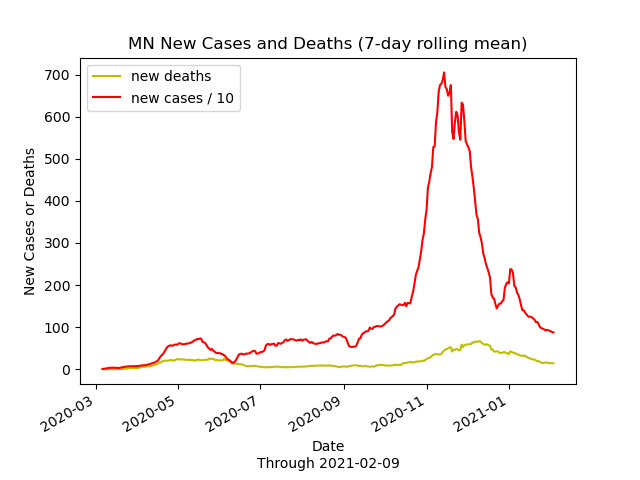 MN New Cases and Deaths (7-day rolling mean)
new deaths
new cases / 10
New Cases or Deaths
700
600
500
400
300
200
100
0
2020-03
2020-05
2020-07
2020-09
2020-11
2021-01
Date
Through 2021-02-09